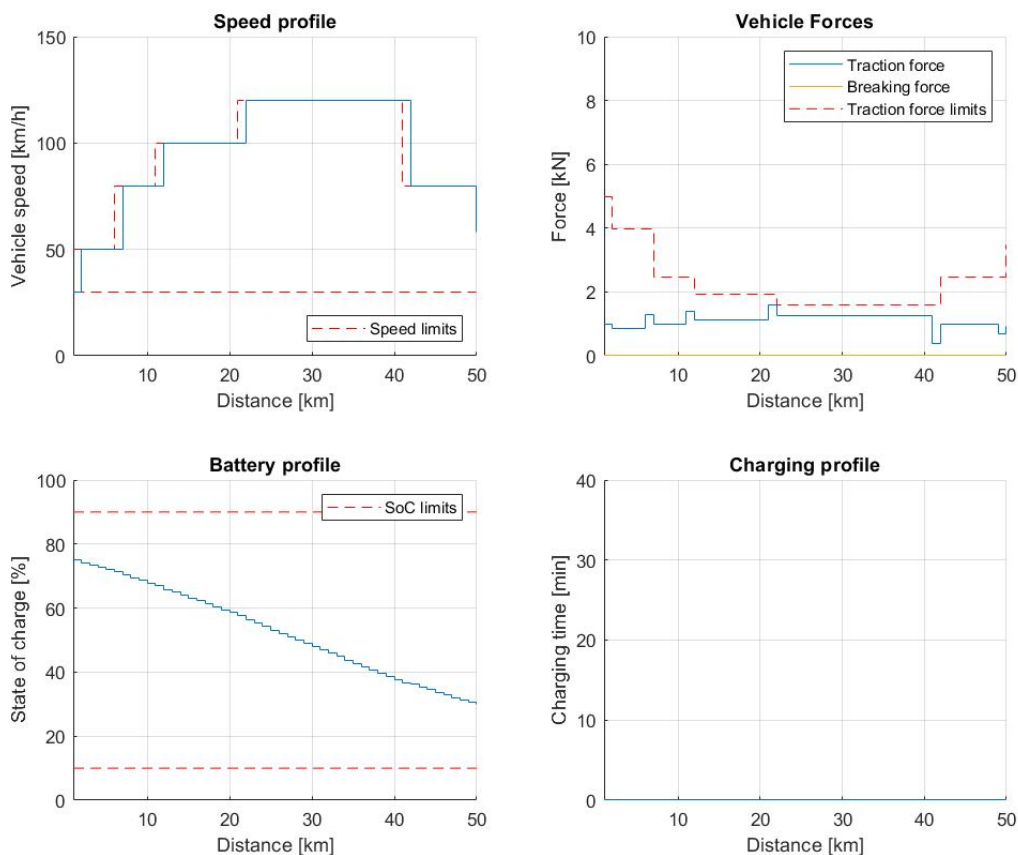 Speed profile
150
100
50
0
Vehicle speed [km/h]
10
20
30
40
50
Distance [km]
Speed limits
Vehicle Forces
10
8
6
4
2
0
Force [kN]
10
20
30
40
50
Distance [km]
Traction force
Breaking force
Traction force limits
Battery profile
100
80
60
40
20
0
State of charge [%]
10
20
30
40
50
Distance [km]
SoC limits
Charging profile
40
30
20
10
0
Charging time [min]
10
20
30
40
50
Distance [km]